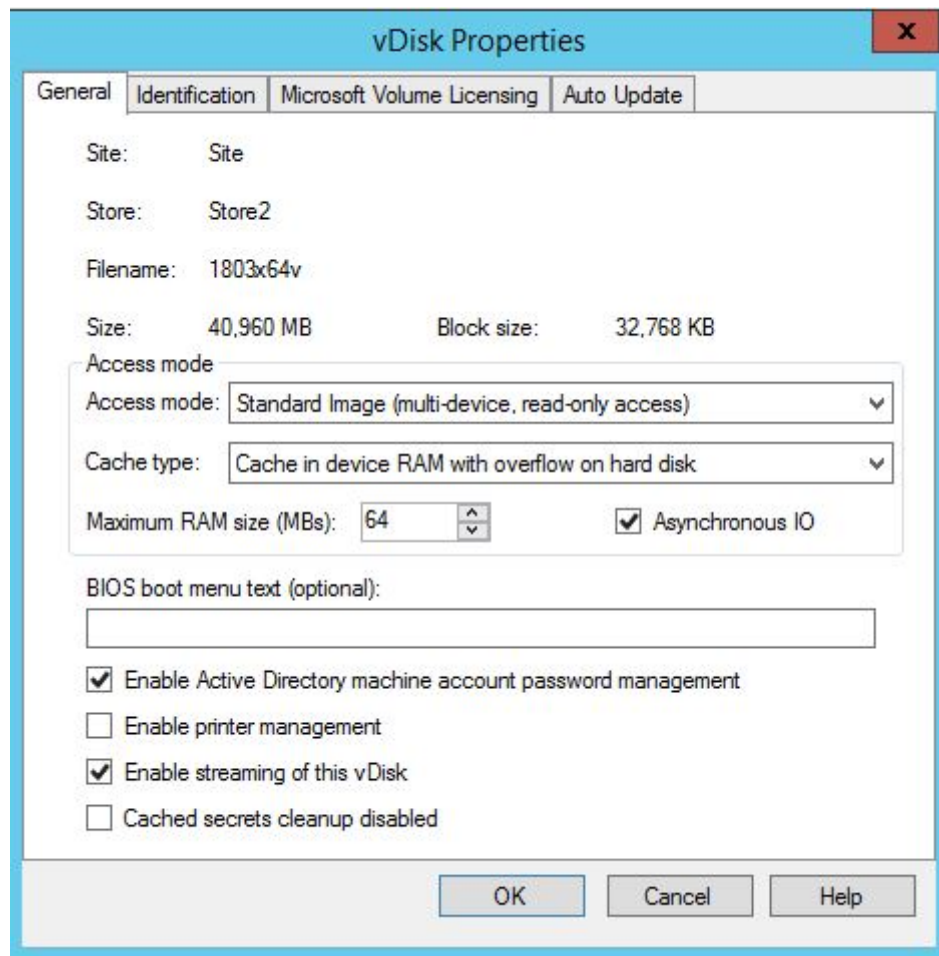 vDisk Properties
x
General Identification Microsoft Volume Licensing Auto Update
Site: Site
Store: Store2
Filename: 1803x64v
Size: 40,960 MB Block size: 32,768 KB
Access mode
Access mode: Standard Image (multi-device, read-only access)
Cache type: Cache in device RAM with overflow on hard disk
Maximum RAM size (MBs): 64 Asynchronous IO
BIOS boot menu text (optional):
Enable Active Directory machine account password management
Enable printer management
Enable streaming of this vDisk
Cached secrets cleanup disabled
OK Cancel Help